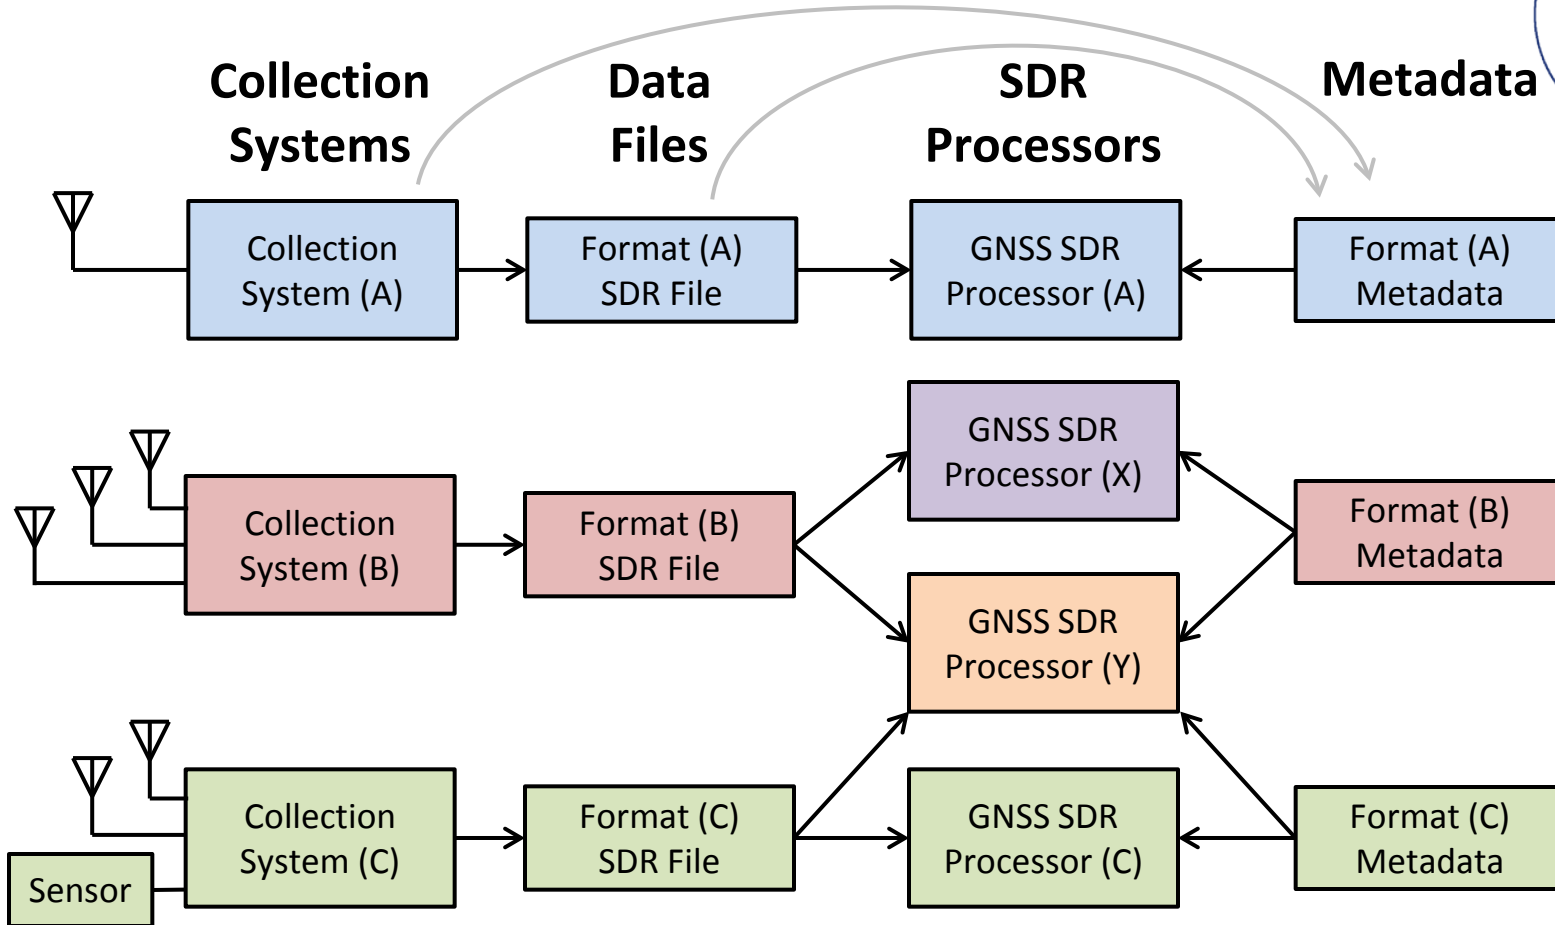 Collection
Systems
Data
Files
SDR
Processors
Metadata
Collection
System (A)
Format (A)
SDR File
GNSS SDR
Processor (A)
Format (A)
Metadata
GNSS SDR
Processor (X)
Collection
System (B)
Format (B)
SDR File
Format (B)
Metadata
GNSS SDR
Processor (Y)
Collection
System (C)
Format (C)
SDR File
GNSS SDR
Processor (C)
Format (C)
Metadata
Sensor